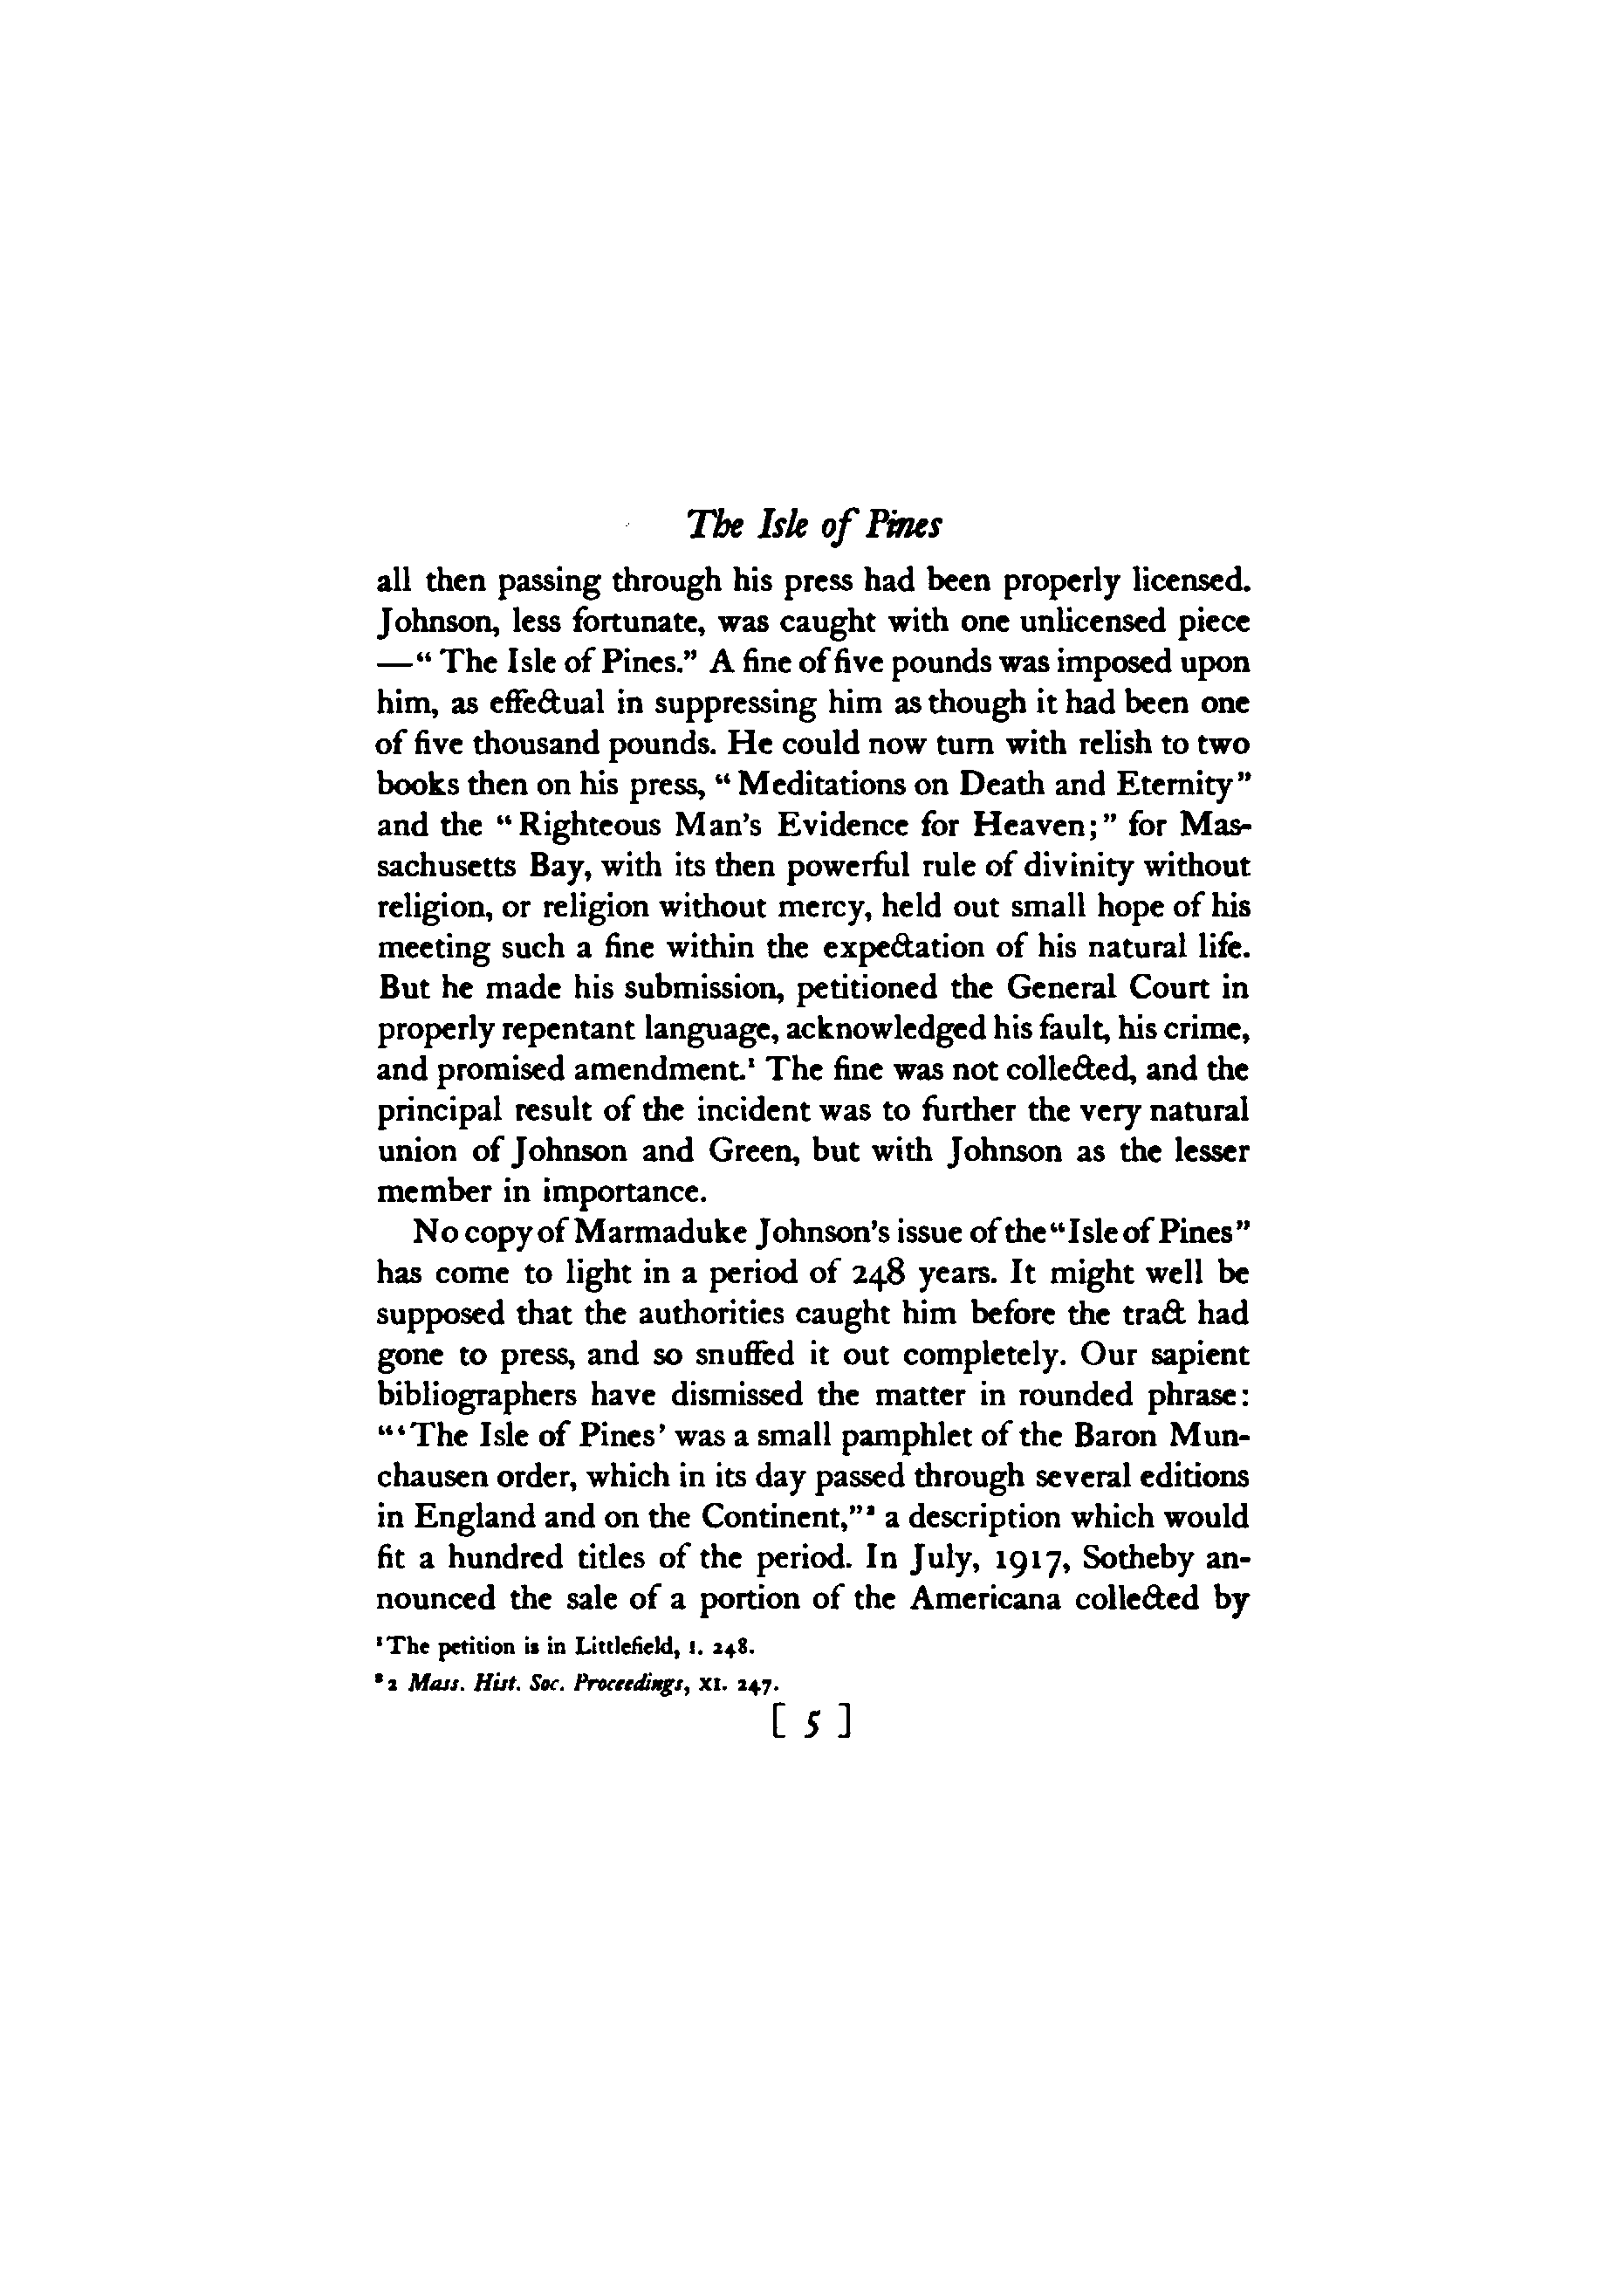 The Isle of Pines
all then passing through his press had been properly licensed.
Johnson, less fortunate, was caught with one unlicensed piece
—“ The Isle of Pines.” A fine of five pounds was imposed upon
him, as effectual in suppressing him as though it had been one
of five thousand pounds. He could now turn with relish to two
books then on his press, “ Meditations on Death and Eternity”
and the “Righteous Man’s Evidence for Heaven;” for Mas-
sachusetts Bay, with its then powerful rule of divinity without
religion, or religion without mercy, held out small hope of his
meeting such a fine within the expectation of his natural life.
But he made his submission, petitioned the General Court in
properly repentant language, acknowledged his fault, his crime,
and promised amendment.¹ The fine was not collected, and the
principal result of the incident was to further the very natural
union of Johnson and Green, but with Johnson as the lesser
member in importance.
No copy of Marmaduke Johnson’s issue of the “Isle of Pines”
has come to light in a period of 248 years. It might well be
supposed that the authorities caught him before the tract had
gone to press, and so snuffed it out completely. Our sapient
bibliographers have dismissed the matter in rounded phrase:
“‘The Isle of Pines’ was a small pamphlet of the Baron Mun-
chausen order, which in its day passed through several editions
in England and on the Continent,”² a description which would
fit a hundred titles of the period. In July, 1917, Sotheby an-
nounced the sale of a portion of the Americana collected by
¹The petition is in Littlefield, I. 248.
²2 Mass. Hist. Soc. Proceedings, XI. 247.
[ 5 ]